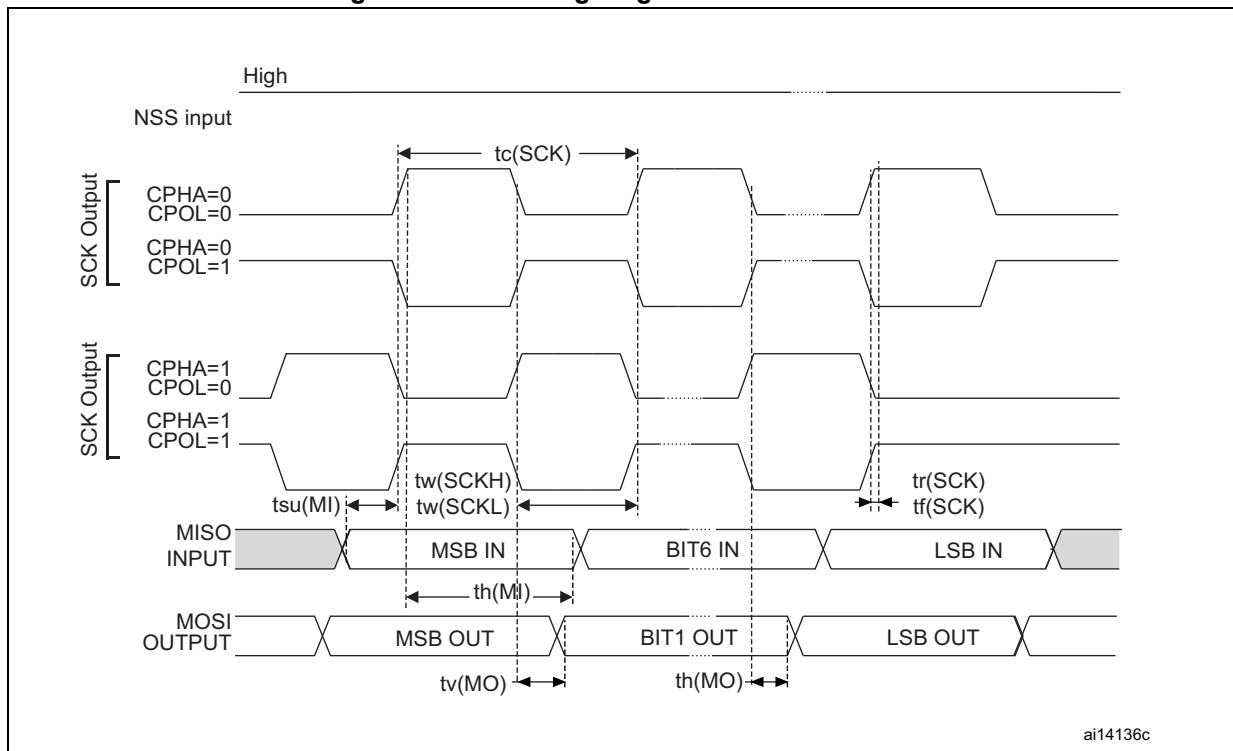 High
NSS input
tc(SCK)
SCK Output
CPHA=0
CPOL=0
CPHA=0
CPOL=1
SCK Output
CPHA=1
CPOL=0
CPHA=1
CPOL=1
tw(SCKH)
tw(SCKL)
tr(SCK)
tf(SCK)
tsu(MI)
MISO
INPUT
MSB IN
BIT6 IN
LSB IN
th(MI)
MOSI
OUTPUT
MSB OUT
BIT1 OUT
LSB OUT
tv(MO)
th(MO)
ai14136c